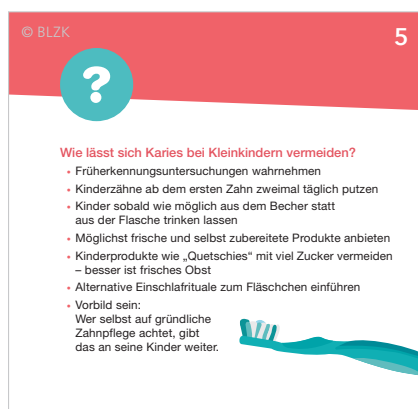 © BLZK
5
?
Wie lässt sich Karies bei Kleinkindern vermeiden?
• Früherkennungsuntersuchungen wahrnehmen
• Kinderzähne ab dem ersten Zahn zweimal täglich putzen
• Kinder sobald wie möglich aus dem Becher statt
aus der Flasche trinken lassen
• Möglichst frische und selbst zubereitete Produkte anbieten
• Kinderprodukte wie „Quetschies“ mit viel Zucker vermeiden
– besser ist frisches Obst
• Alternative Einschlafrituale zum Fläschchen einführen
• Vorbild sein:
Wer selbst auf gründliche
Zahnpflege achtet, gibt
das an seine Kinder weiter.